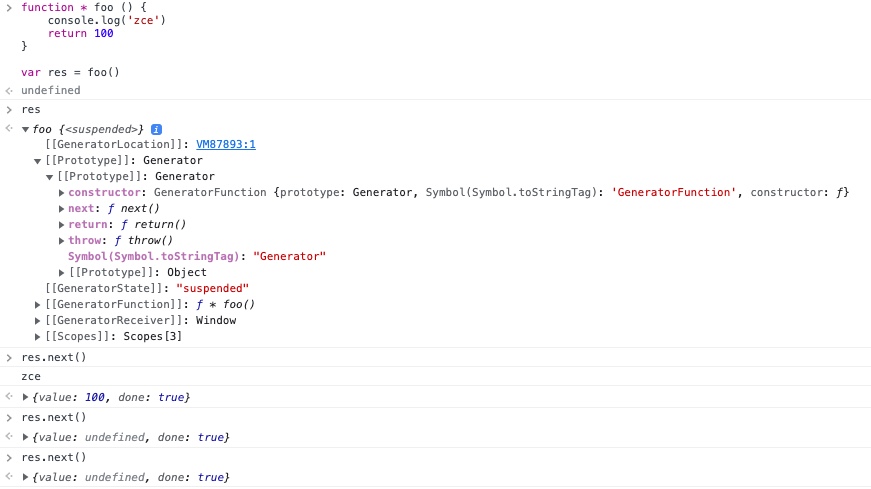 function * foo () {
console.log('zce')
return 100
}
var res = foo()
undefined
res
foo {<suspended>} i
[[GeneratorLocation]]: VM87893:1
[[Prototype]]: Generator
[[Prototype]]: Generator
constructor: GeneratorFunction {prototype: Generator, Symbol(Symbol.toStringTag): 'GeneratorFunction', constructor: ƒ}
next: ƒ next()
return: ƒ return()
throw: ƒ throw()
Symbol(Symbol.toStringTag): "Generator"
[[Prototype]]: Object
[[GeneratorState]]: "suspended"
[[GeneratorFunction]]: ƒ * foo()
[[GeneratorReceiver]]: Window
[[Scopes]]: Scopes[3]
res.next()
zce
{value: 100, done: true}
res.next()
{value: undefined, done: true}
res.next()
{value: undefined, done: true}